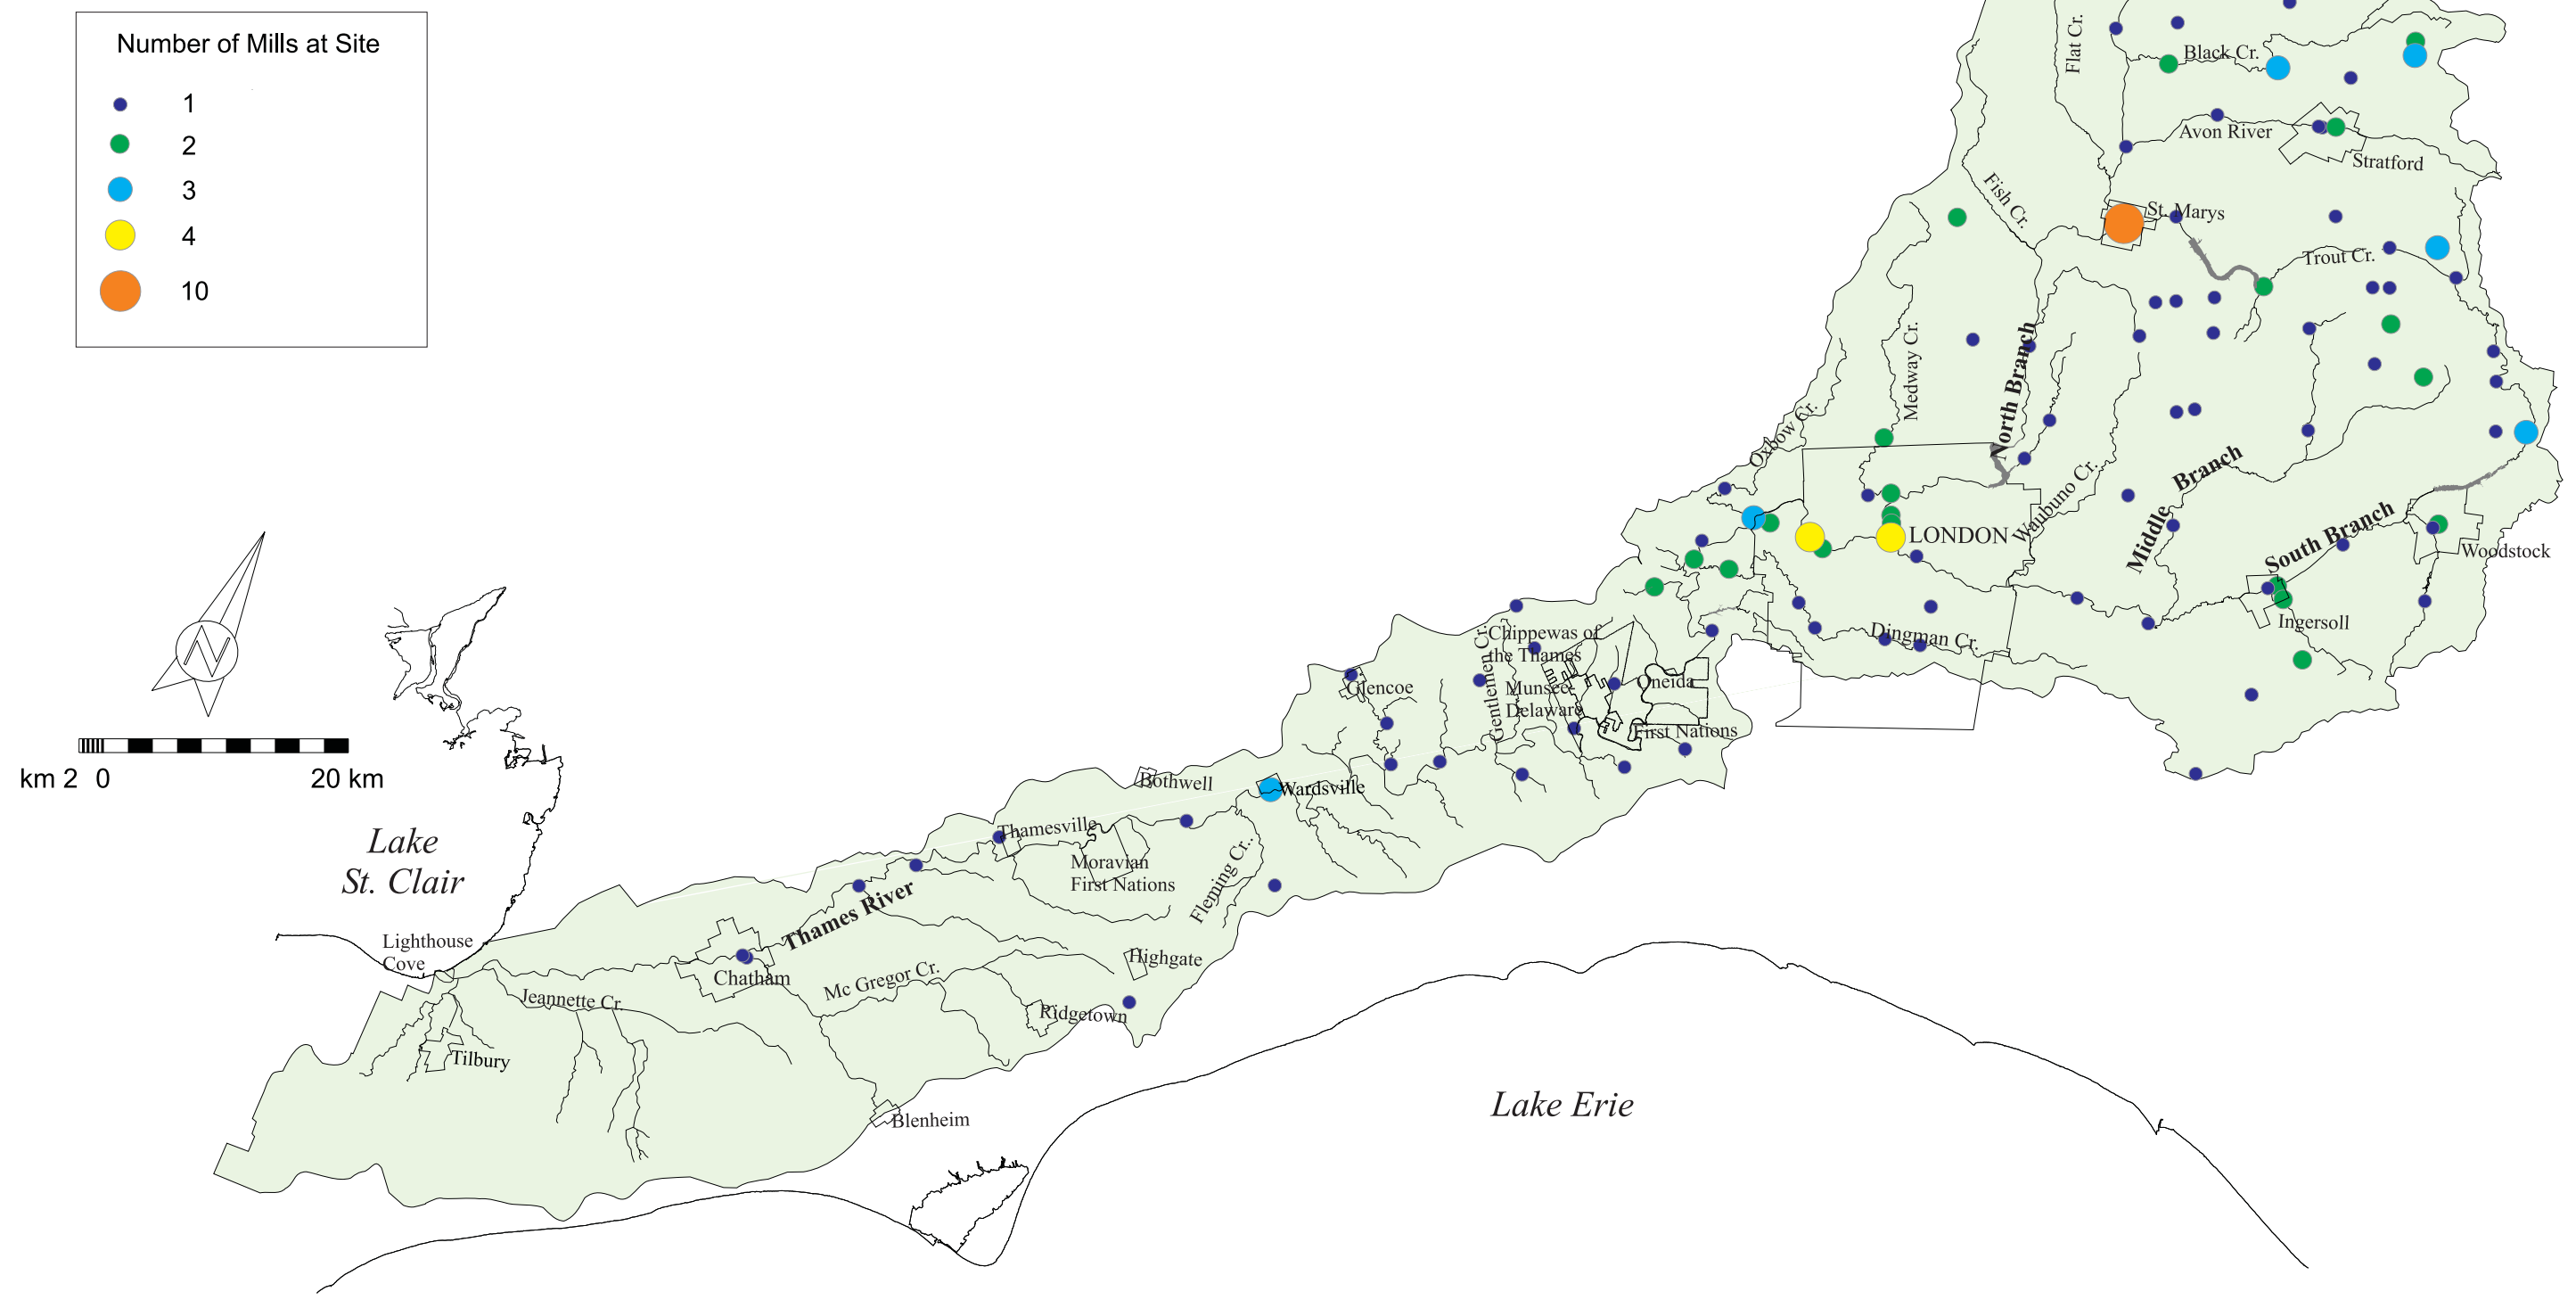 Number of Mills at Site
1
2
3
4
10
Flat Cr.
Black Cr.
Avon River
Stratford
Fish Cr.
St. Marys
Trout Cr.
Medway Cr.
North Branch
Oxbow Cr.
Waubuno Cr.
Middle Branch
South Branch
LONDON
Woodstock
Ingersoll
Dingman Cr.
Chippewas of
the Thames
Gentlemen Cr.
Munsee-
Delaware
Oneida
First Nations
Glencoe
Bothwell
Wardsville
Thamesville
Moravian
First Nations
Fleming Cr.
Thames River
km 2 0 20 km
Lake
St. Clair
Lighthouse
Cove
Chatham
Highgate
Mc Gregor Cr.
Jeannette Cr.
Ridgetown
Tilbury
Blenheim
Lake Erie
N